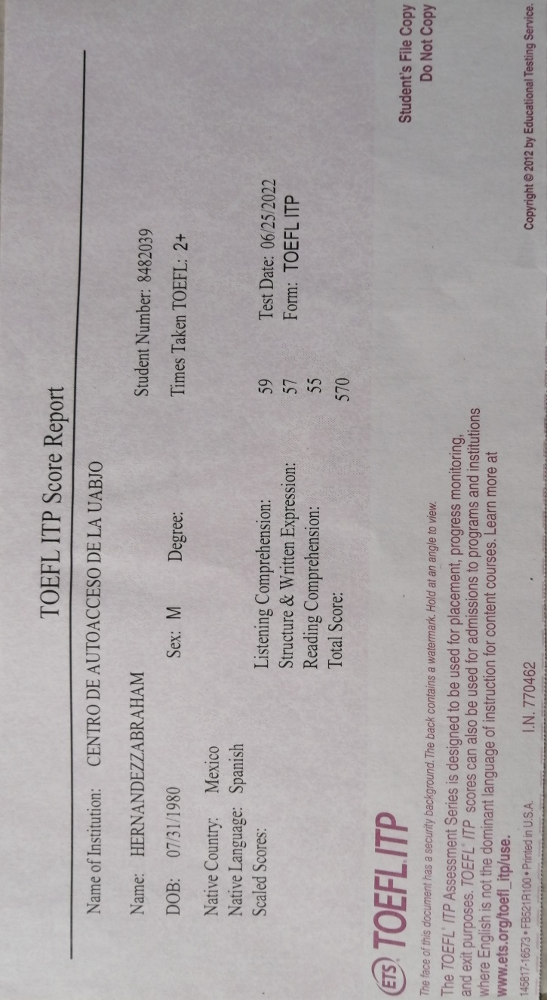 TOEFL ITP Score Report
Name of Institution: CENTRO DE AUTOACCESO DE LA UABJO
Name: HERNANDEZZABRAHAM Student Number: 8482039
DOB: 07/31/1980 Sex: M Degree: Times Taken TOEFL: 2+
Native Country: Mexico
Native Language: Spanish
Scaled Scores: Listening Comprehension: 59 Test Date: 06/25/2022
Structure & Written Expression: 57 Form: TOEFL ITP
Reading Comprehension: 55
Total Score: 570
ETS® TOEFL ITP® Student's File Copy
Do Not Copy
The face of this document has a security background. The back contains a watermark. Hold at an angle to view.
The TOEFL® ITP Assessment Series is designed to be used for placement, progress monitoring,
and exit purposes. TOEFL® ITP scores can also be used for admissions to programs and institutions
where English is not the dominant language of instruction for content courses. Learn more at
www.ets.org/toefl_itp/use.
145817-16573 • FB521R100 • Printed in U.S.A. I.N. 770462 Copyright © 2012 by Educational Testing Service.